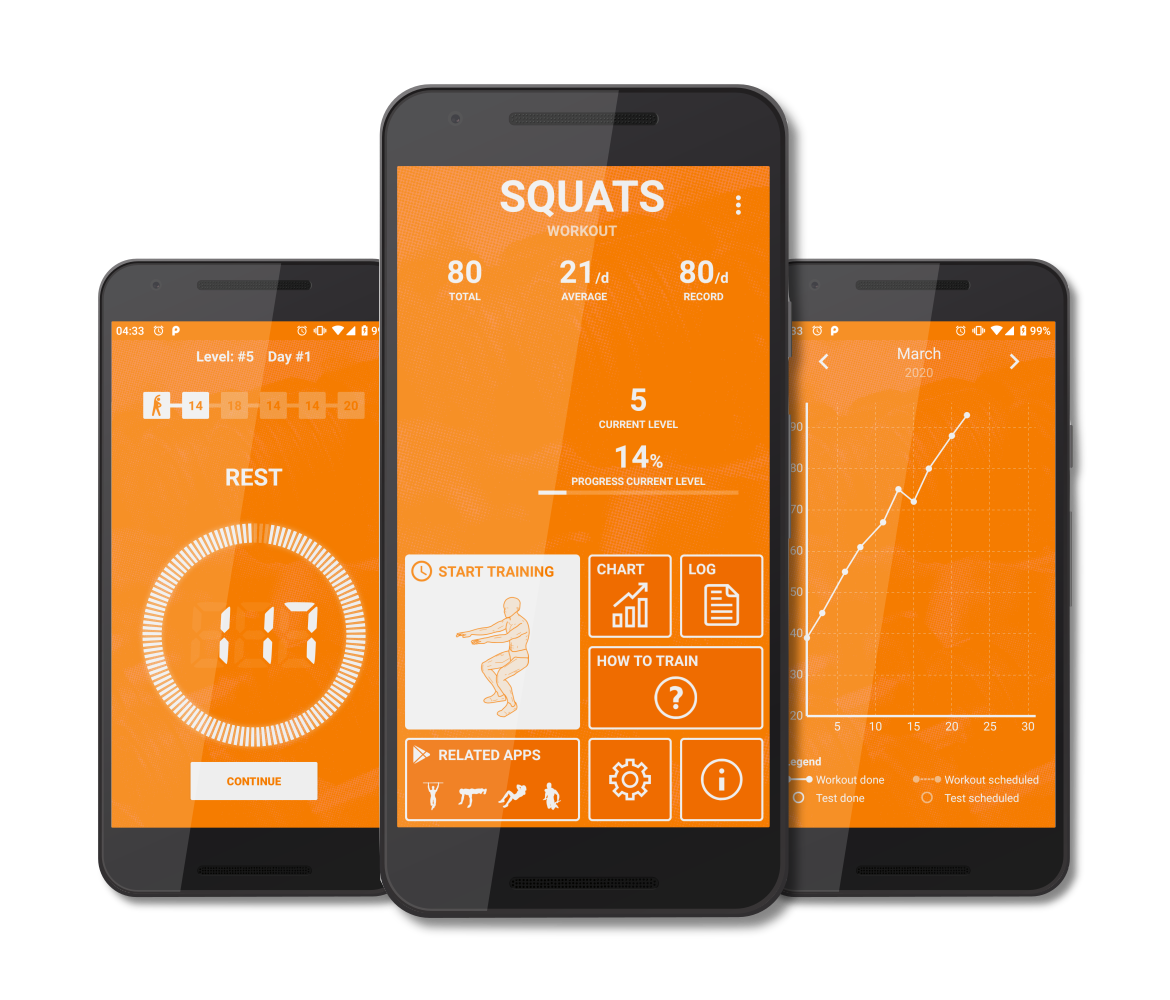 04:33 9
Level: #5 Day #1
14 18 14 14 20
REST
117
CONTINUE
SQUATS
WORKOUT
80 21/d 80/d
TOTAL AVERAGE RECORD
5
CURRENT LEVEL
14%
PROGRESS CURRENT LEVEL
START TRAINING
CHART
LOG
HOW TO TRAIN
?
RELATED APPS
i
33 99%
March
2020
90
80
70
60
50
40
30
20
5 10 15 20 25 30
egend
Workout done Workout scheduled
Test done Test scheduled